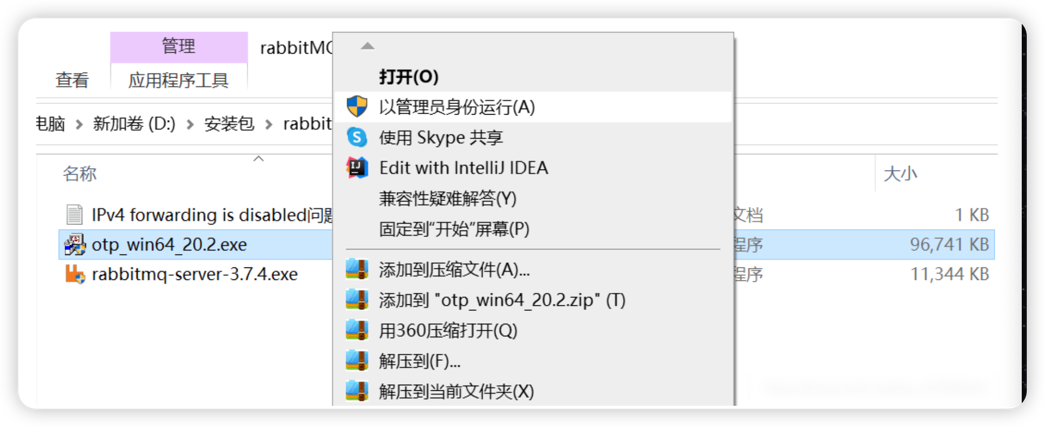 管理
rabbitMQ
查看
应用程序工具
电脑 > 新加卷 (D:) > 安装包 > rabbit
名称
大小
IPv4 forwarding is disabled问题
文档
1 KB
otp_win64_20.2.exe
程序
96,741 KB
rabbitmq-server-3.7.4.exe
程序
11,344 KB
打开(O)
以管理员身份运行(A)
使用 Skype 共享
Edit with IntelliJ IDEA
兼容性疑难解答(Y)
固定到"开始"屏幕(P)
添加到压缩文件(A)...
添加到 "otp_win64_20.2.zip" (T)
用360压缩打开(Q)
解压到(F)...
解压到当前文件夹(X)